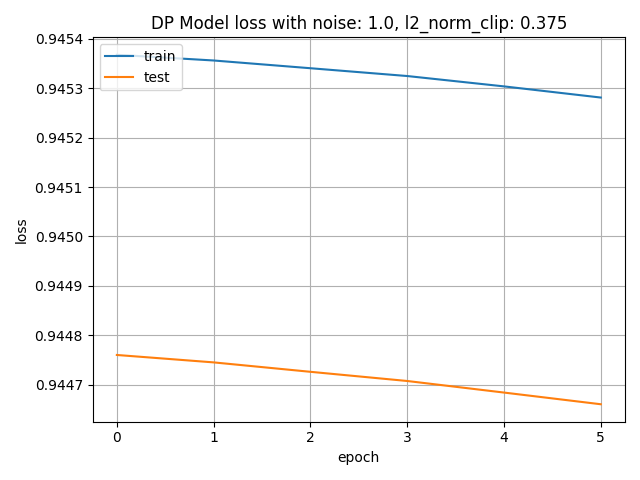 DP Model loss with noise: 1.0, l2_norm_clip: 0.375
train
test
0.9454
0.9453
0.9452
0.9451
0.9450
0.9449
0.9448
0.9447
loss
0 1 2 3 4 5
epoch